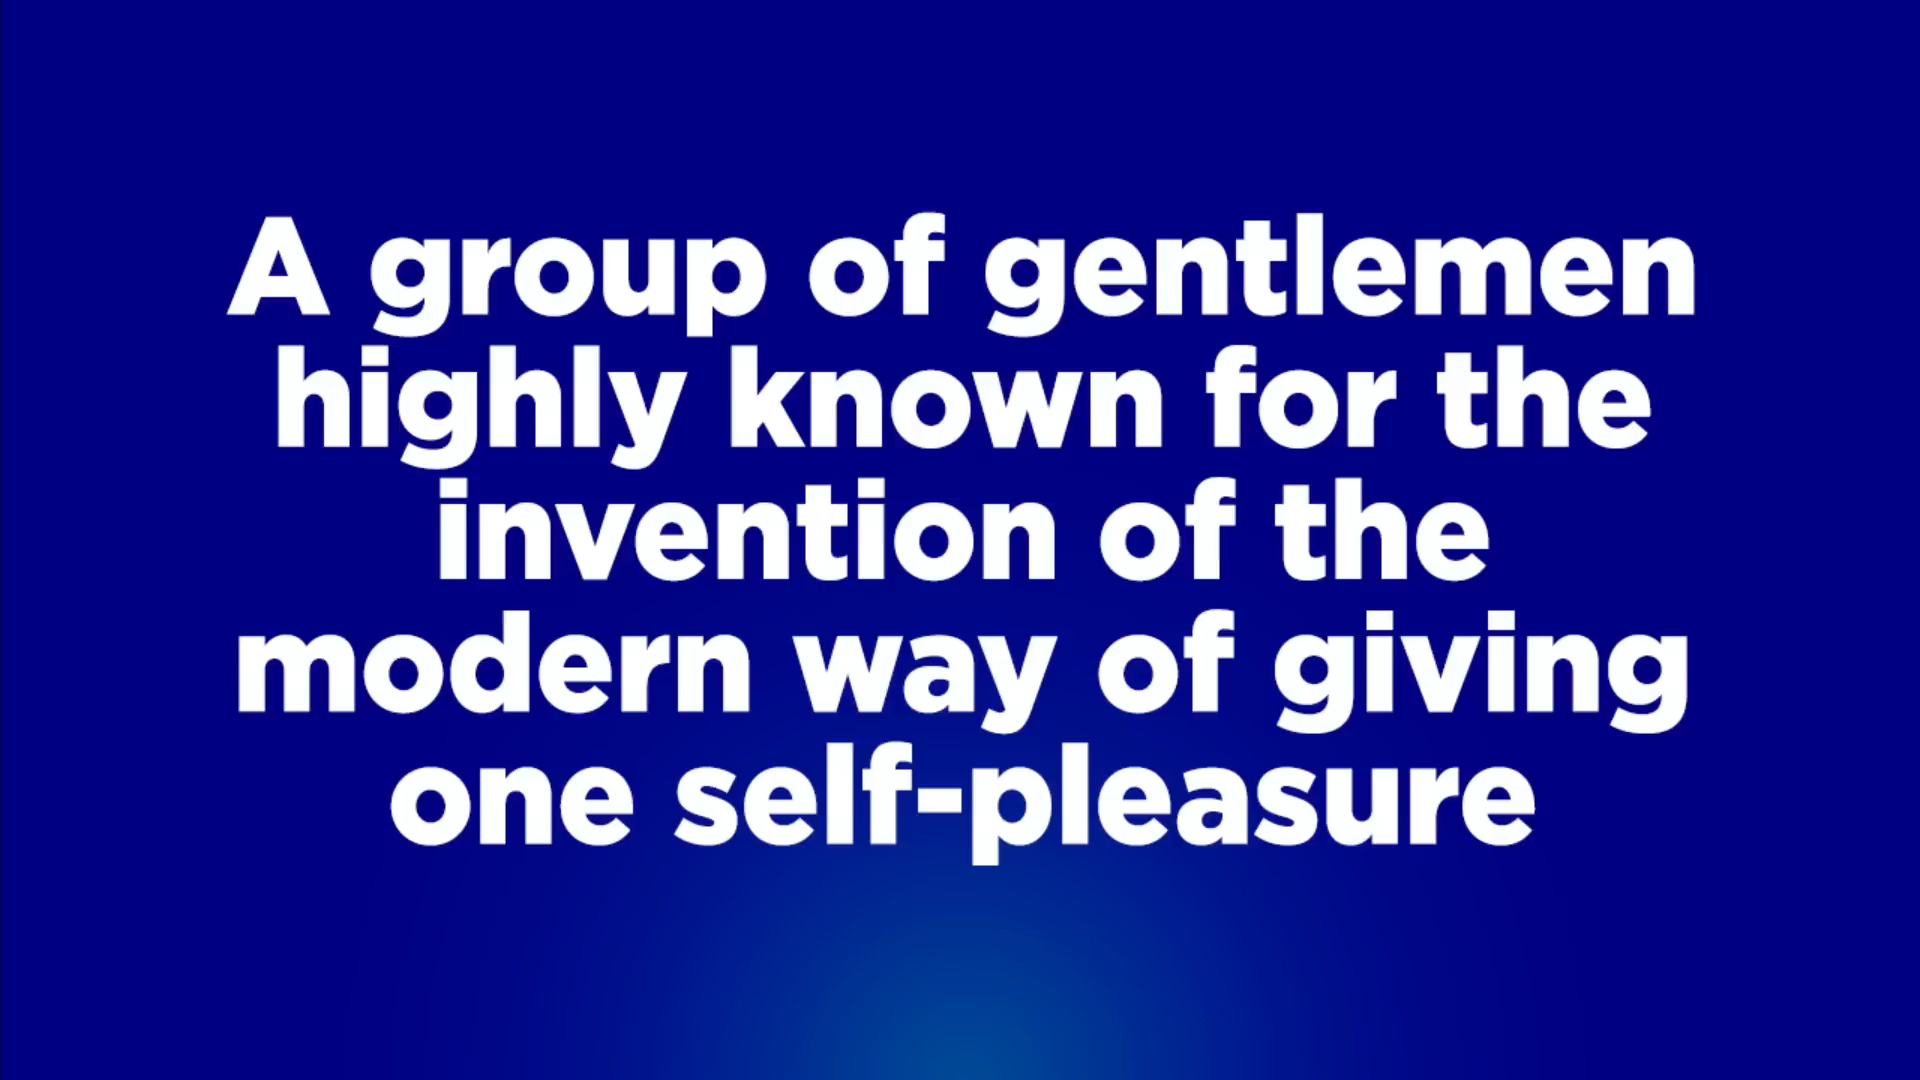 A group of gentlemen
highly known for the
invention of the
modern way of giving
one self-pleasure